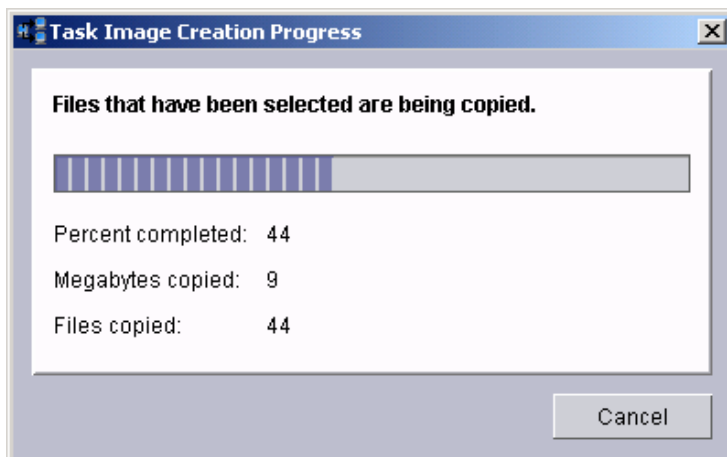 Task Image Creation Progress
Files that have been selected are being copied.
Percent completed: 44
Megabytes copied: 9
Files copied: 44
Cancel